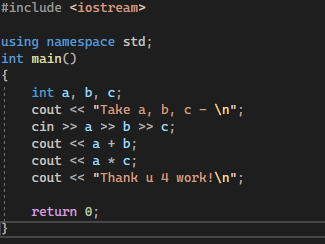 #include <iostream>
using namespace std;
int main()
{
int a, b, c;
cout << "Take a, b, c - \n";
cin >> a >> b >> c;
cout << a + b;
cout << a * c;
cout << "Thank u 4 work!\n";
return 0;
}